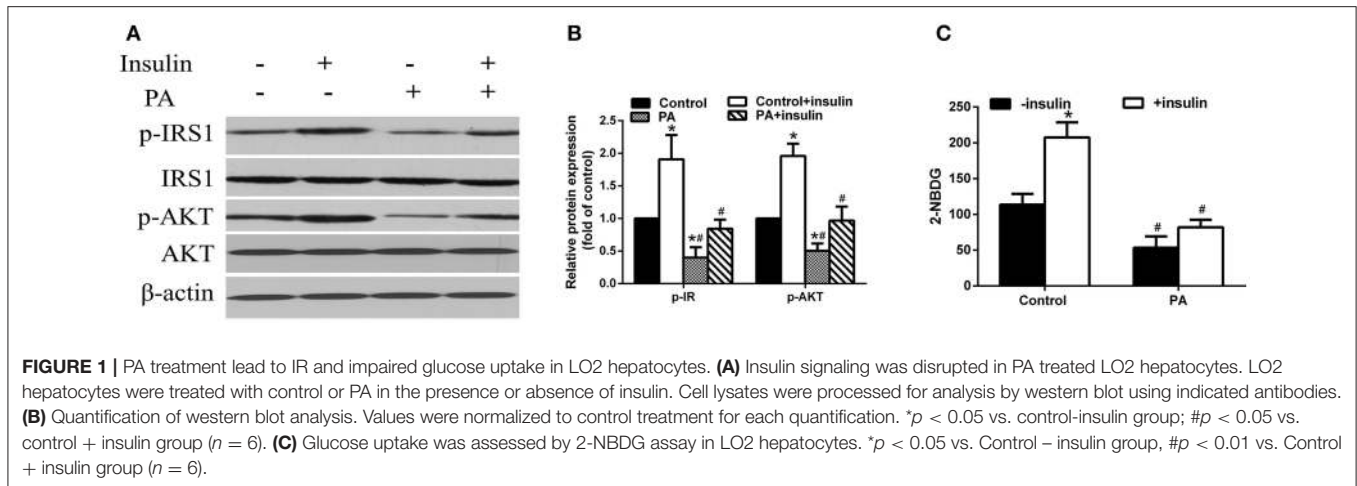 A
Insulin - + - +
PA - - + +
p-IRS1
IRS1
p-AKT
AKT
β-actin
B
Control Control+insulin
PA PA+insulin
Relative protein expression
(fold of control)
2.5
2.0
1.5
1.0
0.5
0.0
* *# #
* *# #
p-IR p-AKT
C
-insulin +insulin
2-NBDG
250
200
150
100
50
0
* # #
Control PA
FIGURE 1 | PA treatment lead to IR and impaired glucose uptake in LO2 hepatocytes. (A) Insulin signaling was disrupted in PA treated LO2 hepatocytes. LO2
hepatocytes were treated with control or PA in the presence or absence of insulin. Cell lysates were processed for analysis by western blot using indicated antibodies.
(B) Quantification of western blot analysis. Values were normalized to control treatment for each quantification. *p < 0.05 vs. control-insulin group; #p < 0.05 vs.
control + insulin group (n = 6). (C) Glucose uptake was assessed by 2-NBDG assay in LO2 hepatocytes. *p < 0.05 vs. Control – insulin group, #p < 0.01 vs. Control
+ insulin group (n = 6).